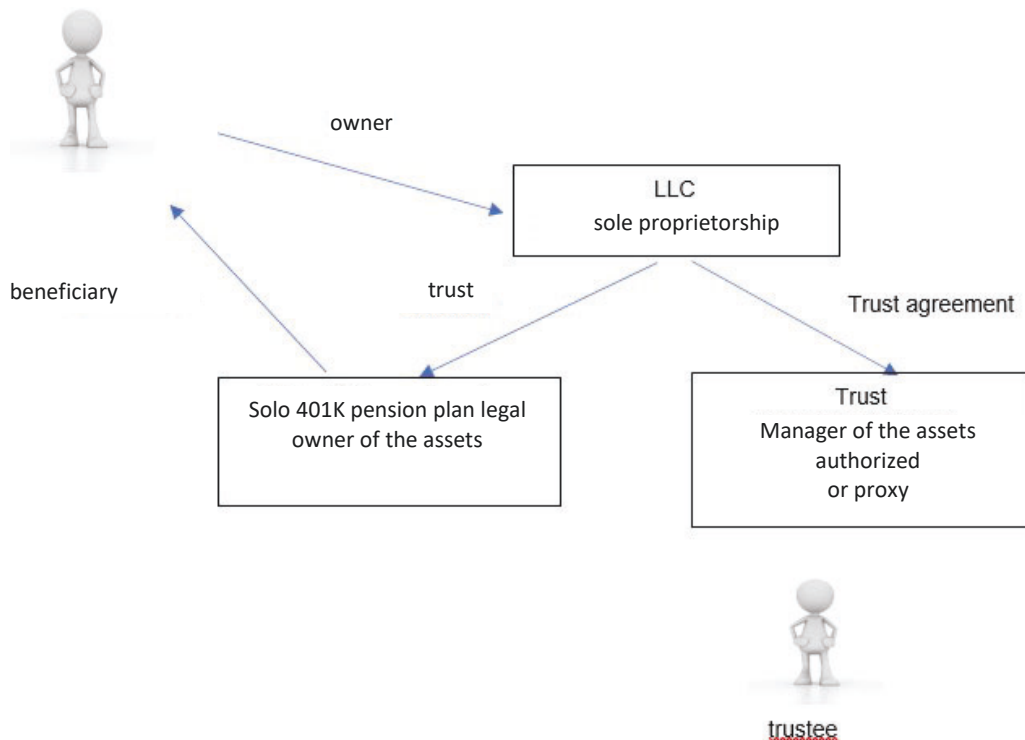 owner
LLC
sole proprietorship
beneficiary
trust
Trust agreement
Solo 401K pension plan legal
owner of the assets
Trust
Manager of the assets
authorized
or proxy
trustee